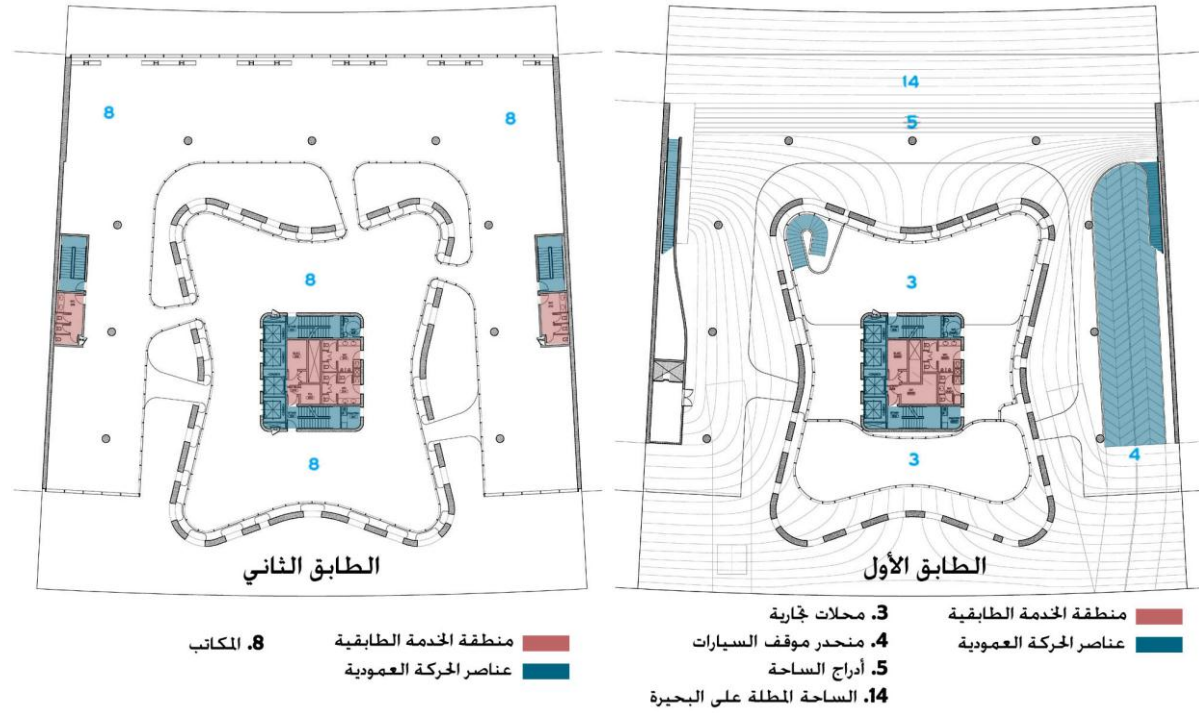 8
8
8
8
الطابق الثاني
منطقة الخدمة الطابقية
عناصر الحركة العمودية
8. المكاتب
14
5
3
3
4
الطابق الأول
منطقة الخدمة الطابقية
عناصر الحركة العمودية
3. محلات تجارية
4. منحدر موقف السيارات
5. أدراج الساحة
14. الساحة المطلة على البحيرة